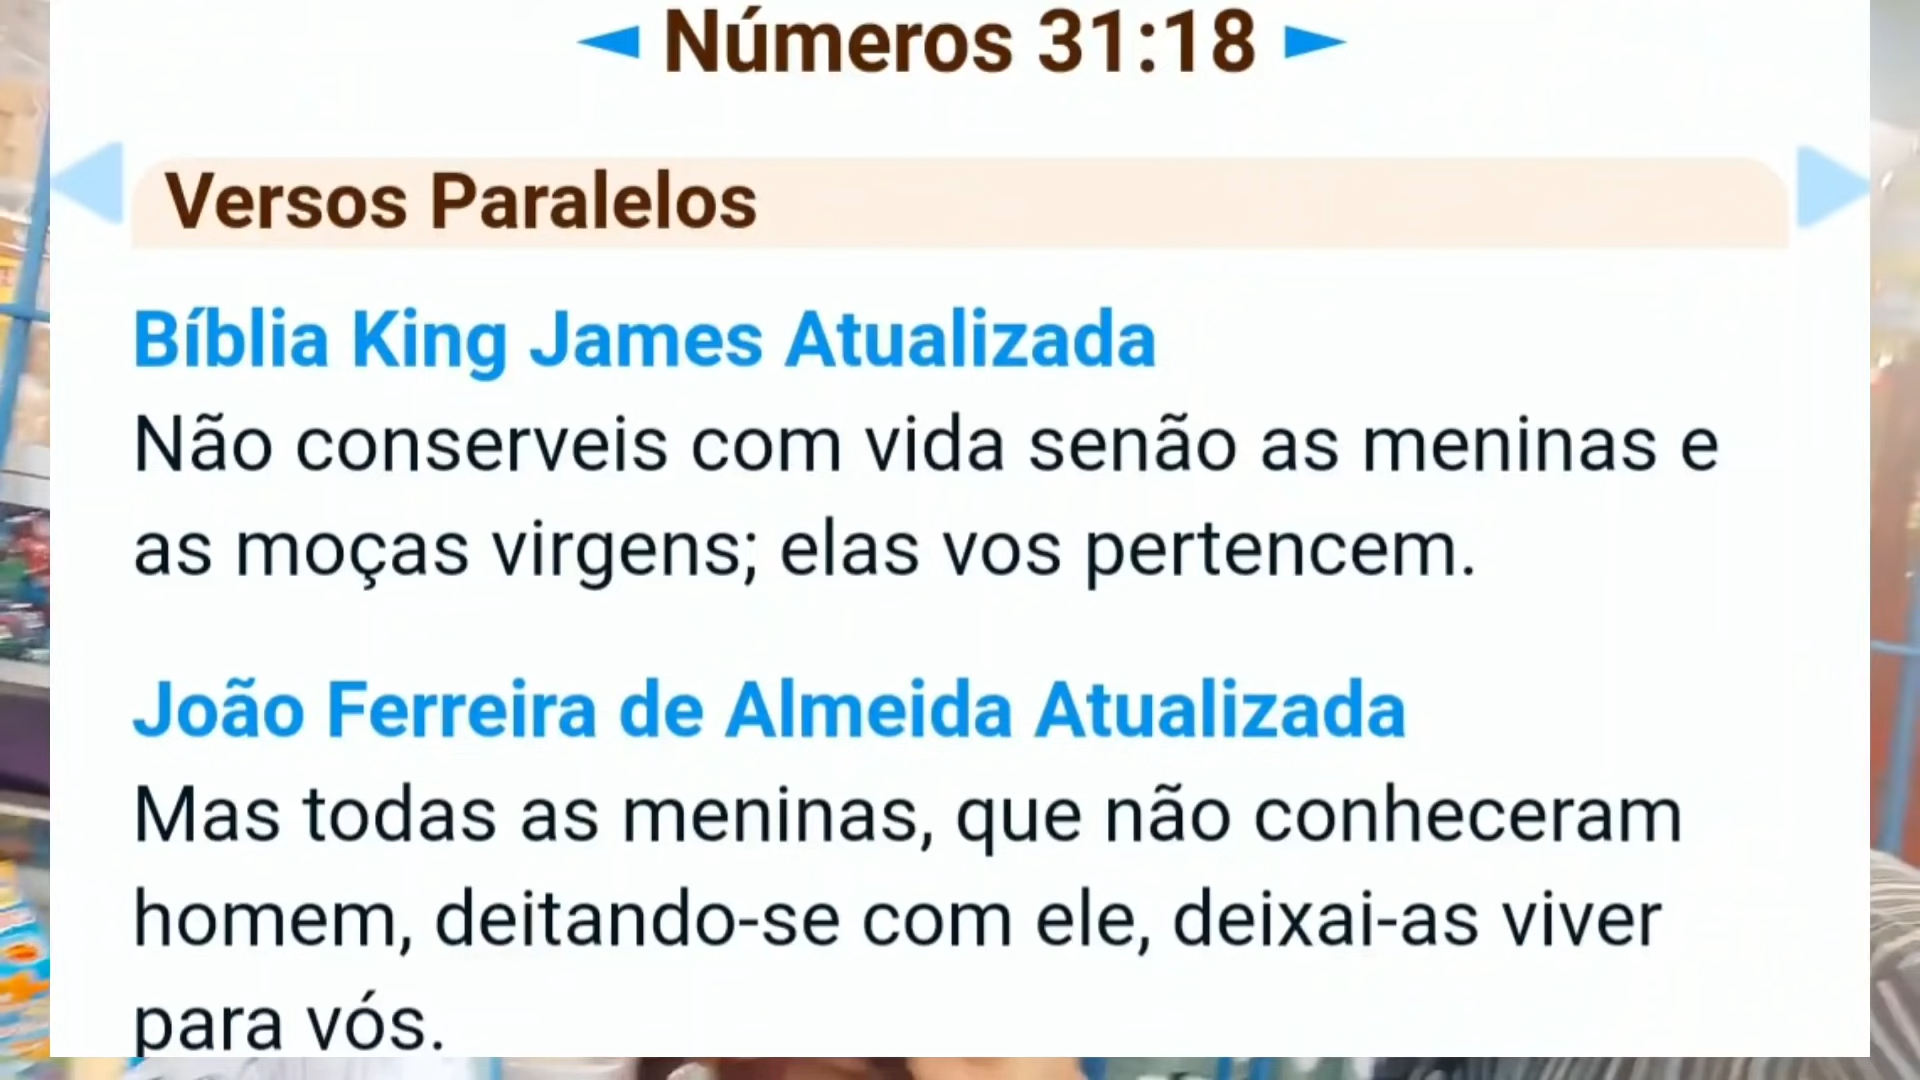 Números 31:18
Versos Paralelos
Bíblia King James Atualizada
Não conserveis com vida senão as meninas e
as moças virgens; elas vos pertencem.
João Ferreira de Almeida Atualizada
Mas todas as meninas, que não conheceram
homem, deitando-se com ele, deixai-as viver
para vós.